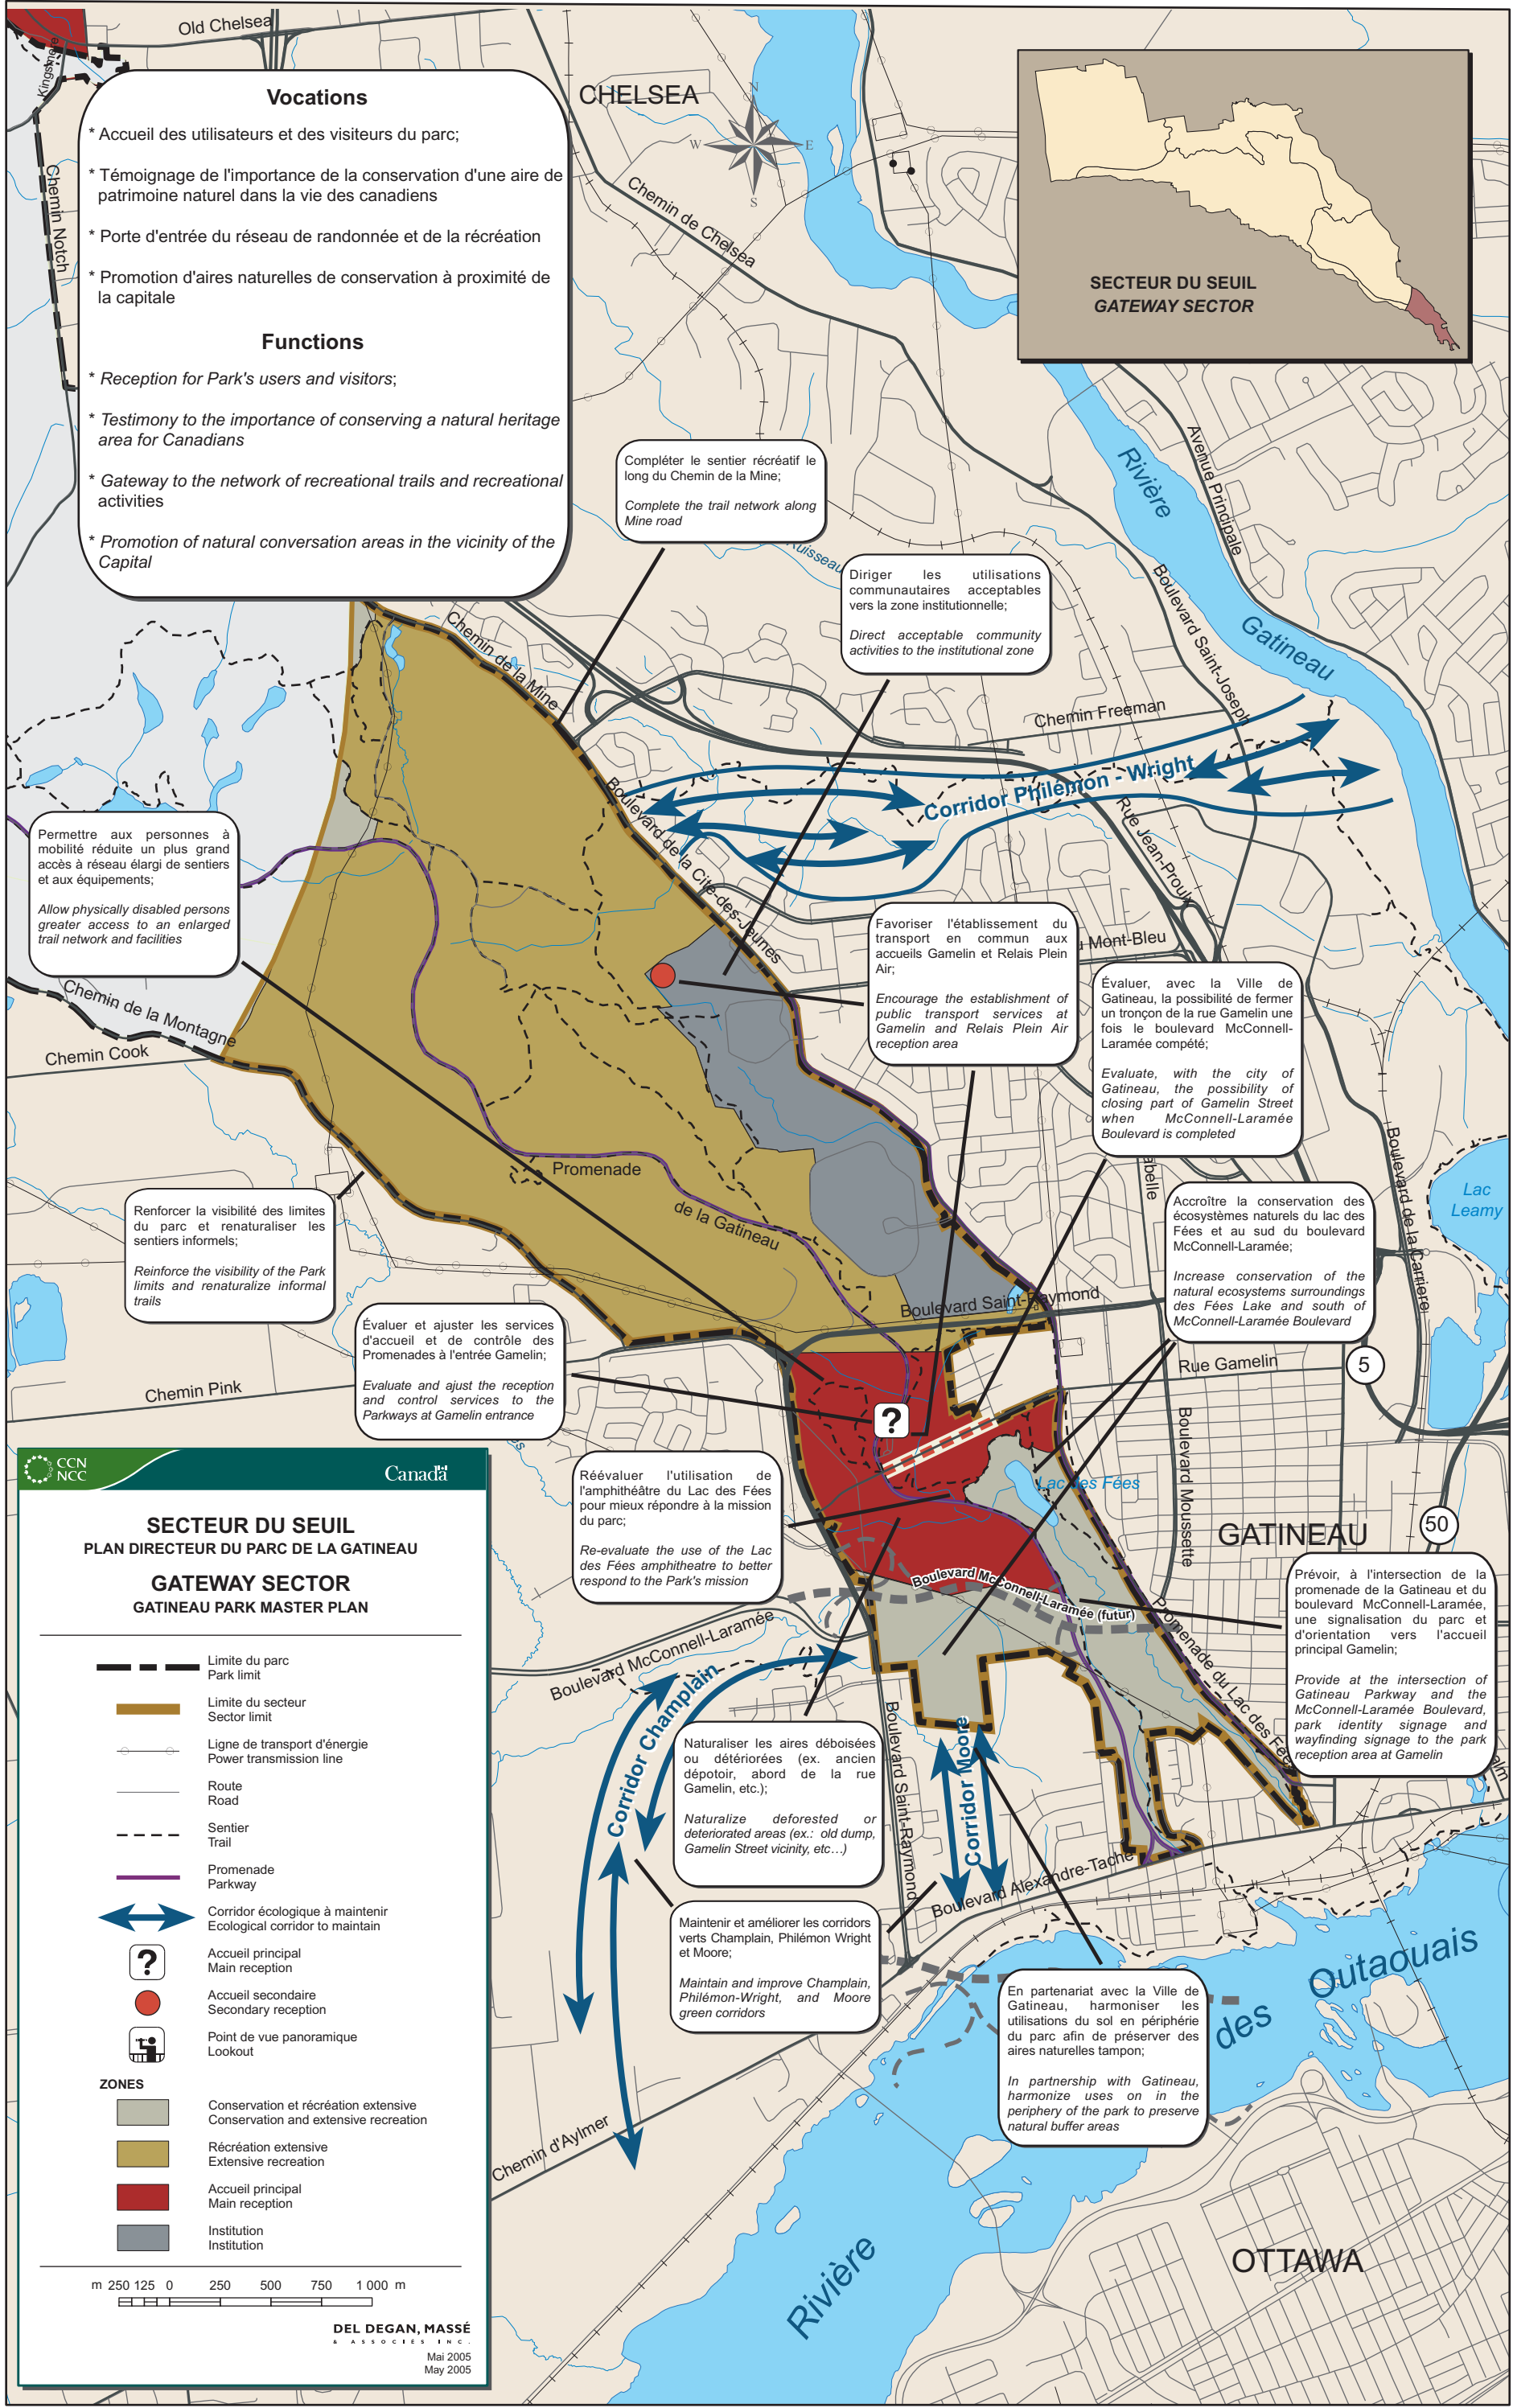 Old Chelsea
Kingsmere
Chemin Notch
Vocations
* Accueil des utilisateurs et des visiteurs du parc;
* Témoignage de l'importance de la conservation d'une aire de
patrimoine naturel dans la vie des canadiens
* Porte d'entrée du réseau de randonnée et de la récréation
* Promotion d'aires naturelles de conservation à proximité de
la capitale
Functions
* Reception for Park's users and visitors;
* Testimony to the importance of conserving a natural heritage
area for Canadians
* Gateway to the network of recreational trails and recreational
activities
* Promotion of natural conversation areas in the vicinity of the
Capital
CHELSEA
N
W
E
S
Chemin de Chelsea
SECTEUR DU SEUIL
GATEWAY SECTOR
Rivière
Gatineau
Avenue Principale
Boulevard Saint-Joseph
Compléter le sentier récréatif le
long du Chemin de la Mine;
Complete the trail network along
Mine road
Ruisseau
Diriger les utilisations
communautaires acceptables
vers la zone institutionnelle;
Direct acceptable community
activities to the institutional zone
Chemin de la Mine
Chemin Freeman
Corridor Philémon - Wright
Boulevard de la Cité-des-Jeunes
Rue Jean-Proulx
Permettre aux personnes à
mobilité réduite un plus grand
accès à réseau élargi de sentiers
et aux équipements;
Allow physically disabled persons
greater access to an enlarged
trail network and facilities
Chemin de la Montagne
Chemin Cook
Favoriser l'établissement du
transport en commun aux
accueils Gamelin et Relais Plein
Air;
Encourage the establishment of
public transport services at
Gamelin and Relais Plein Air
reception area
Mont-Bleu
Évaluer, avec la Ville de
Gatineau, la possibilité de fermer
un tronçon de la rue Gamelin une
fois le boulevard McConnell-
Laramée compété;
Evaluate, with the city of
Gatineau, the possibility of
closing part of Gamelin Street
when McConnell-Laramée
Boulevard is completed
abelle
Boulevard de la Carriere
Lac
Leamy
Promenade
de la Gatineau
Renforcer la visibilité des limites
du parc et renaturaliser les
sentiers informels;
Reinforce the visibility of the Park
limits and renaturalize informal
trails
Accroître la conservation des
écosystèmes naturels du lac des
Fées et au sud du boulevard
McConnell-Laramée;
Increase conservation of the
natural ecosystems surroundings
des Fées Lake and south of
McConnell-Laramée Boulevard
Boulevard Saint-Raymond
Évaluer et ajuster les services
d'accueil et de contrôle des
Promenades à l'entrée Gamelin;
Evaluate and ajust the reception
and control services to the
Parkways at Gamelin entrance
Chemin Pink
Rue Gamelin
5
?
Boulevard Moussette
Réévaluer l'utilisation de
l'amphithéâtre du Lac des Fées
pour mieux répondre à la mission
du parc;
Re-evaluate the use of the Lac
des Fées amphitheatre to better
respond to the Park's mission
Lac des Fées
GATINEAU
50
Boulevard McConnell-Laramée (futur)
Boulevard McConnell-Laramée
Promenade du Lac des Fées
Prévoir, à l'intersection de la
promenade de la Gatineau et du
boulevard McConnell-Laramée,
une signalisation du parc et
d'orientation vers l'accueil
principal Gamelin;
Provide at the intersection of
Gatineau Parkway and the
McConnell-Laramée Boulevard,
park identity signage and
wayfinding signage to the park
reception area at Gamelin
Corridor Champlain
Naturaliser les aires déboisées
ou détériorées (ex. ancien
dépotoir, abord de la rue
Gamelin, etc.);
Naturalize deforested or
deteriorated areas (ex.: old dump,
Gamelin Street vicinity, etc…)
Boulevard Saint-Raymond
Corridor Moore
Boulevard Alexandre-Taché
Maintenir et améliorer les corridors
verts Champlain, Philémon Wright
et Moore;
Maintain and improve Champlain,
Philémon-Wright, and Moore
green corridors
En partenariat avec la Ville de
Gatineau, harmoniser les
utilisations du sol en périphérie
du parc afin de préserver des
aires naturelles tampon;
In partnership with Gatineau,
harmonize uses on in the
periphery of the park to preserve
natural buffer areas
Chemin d'Aylmer
Rivière
des
Outaouais
OTTAWA
CCN
NCC
Canada
SECTEUR DU SEUIL
PLAN DIRECTEUR DU PARC DE LA GATINEAU
GATEWAY SECTOR
GATINEAU PARK MASTER PLAN
Limite du parc
Park limit
Limite du secteur
Sector limit
Ligne de transport d'énergie
Power transmission line
Route
Road
Sentier
Trail
Promenade
Parkway
Corridor écologique à maintenir
Ecological corridor to maintain
?
Accueil principal
Main reception
Accueil secondaire
Secondary reception
Point de vue panoramique
Lookout
ZONES
Conservation et récréation extensive
Conservation and extensive recreation
Récréation extensive
Extensive recreation
Accueil principal
Main reception
Institution
Institution
m 250 125 0 250 500 750 1 000 m
DEL DEGAN, MASSÉ
& ASSOCIÉS INC.
Mai 2005
May 2005